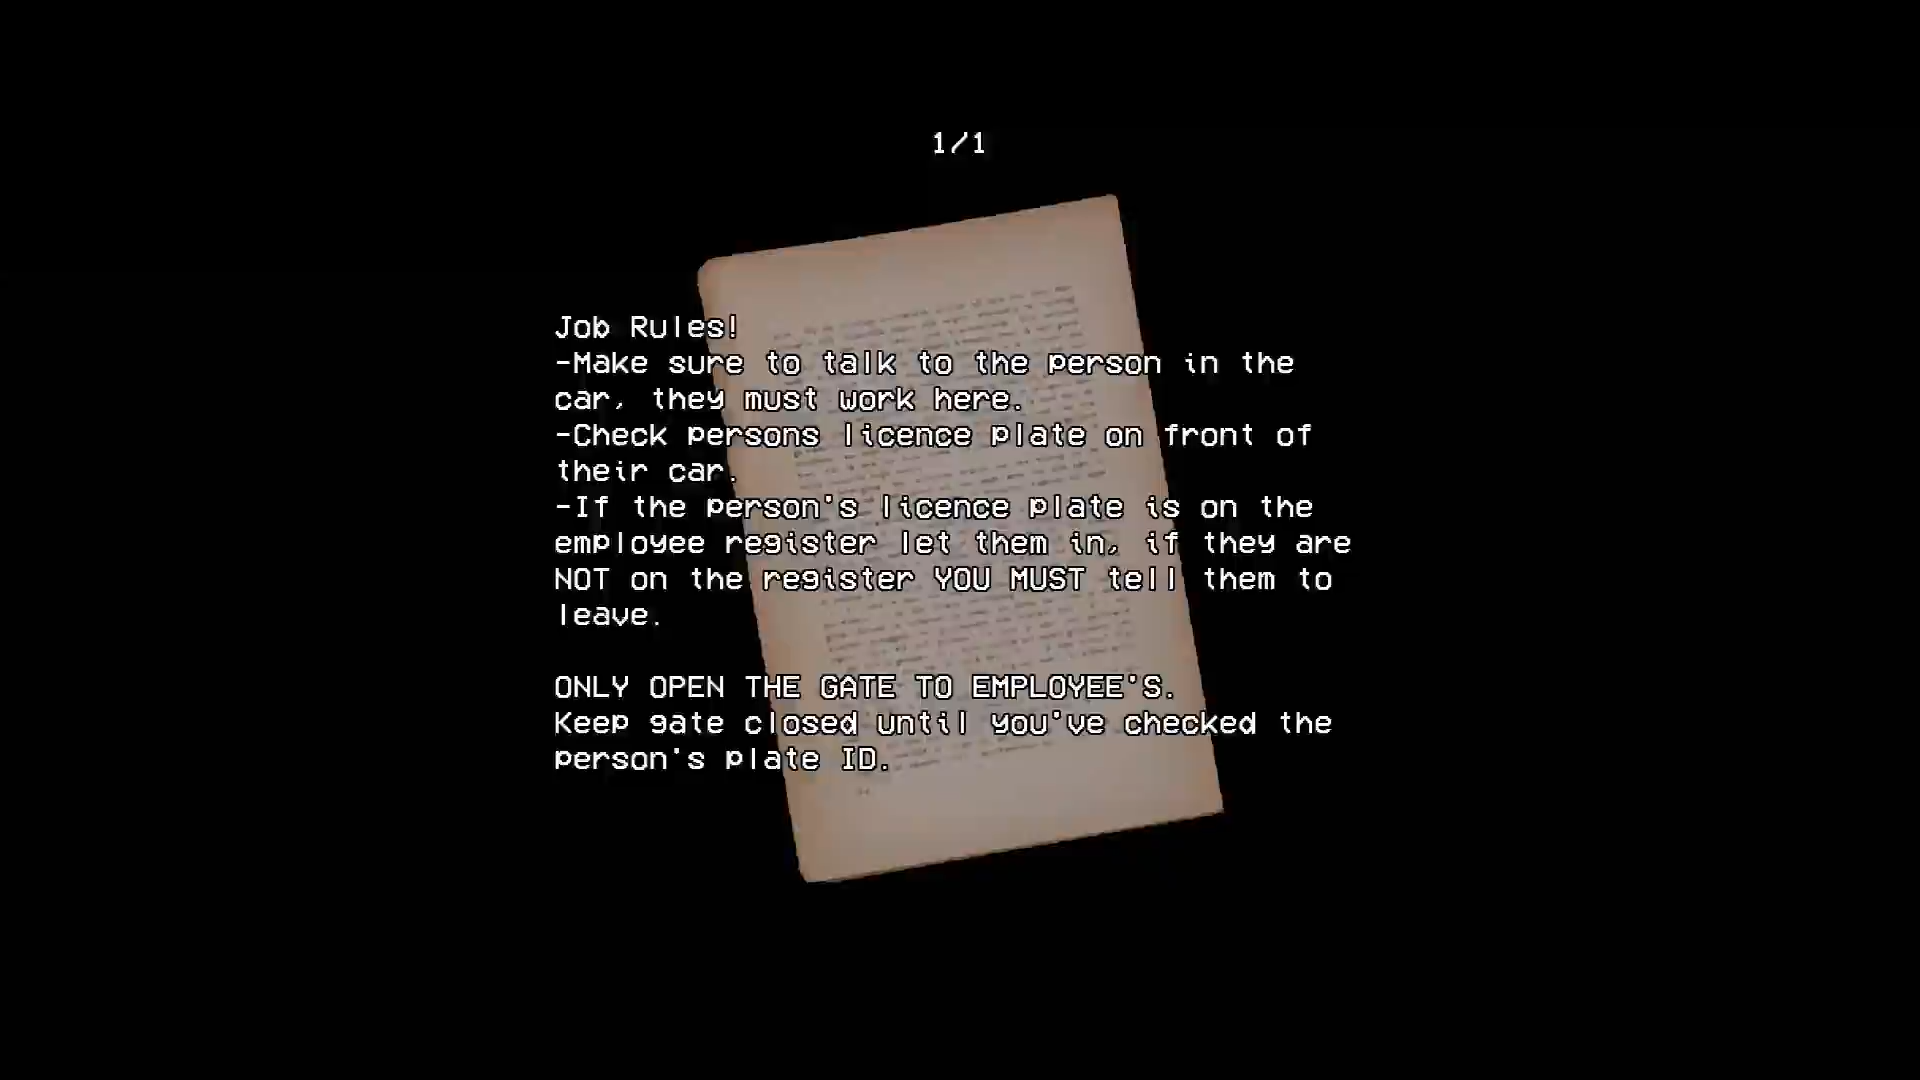 1/1
Job Rules!
-Make sure to talk to the person in the
car, they must work here.
-Check persons licence plate on front of
their car.
-If the person's licence plate is on the
employee register let them in, if they are
NOT on the register YOU MUST tell them to
leave.
ONLY OPEN THE GATE TO EMPLOYEE'S.
Keep gate closed until you've checked the
person's plate ID.